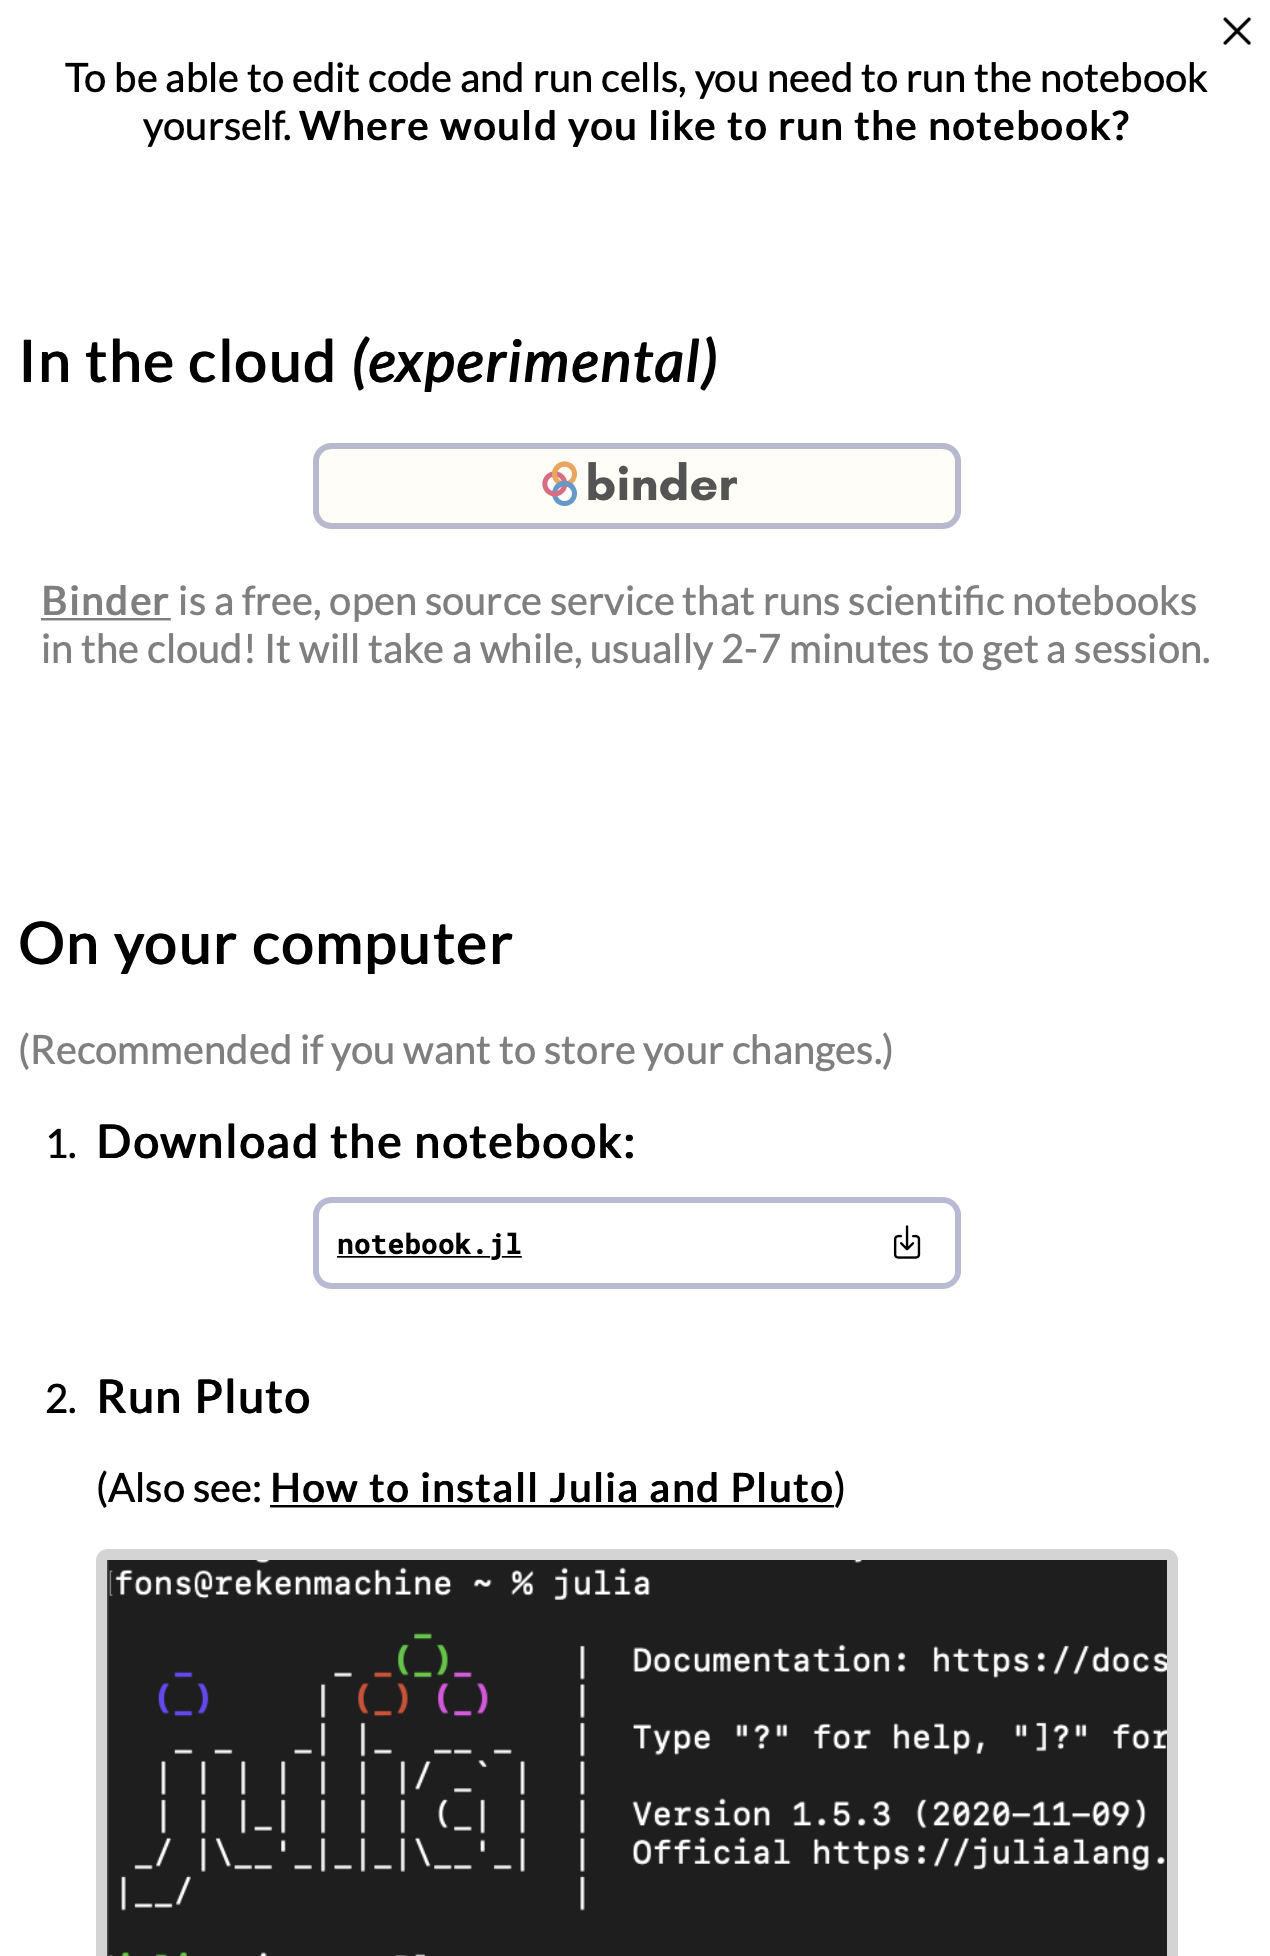 To be able to edit code and run cells, you need to run the notebook
yourself. Where would you like to run the notebook?
In the cloud (experimental)
binder
Binder is a free, open source service that runs scientific notebooks
in the cloud! It will take a while, usually 2-7 minutes to get a session.
On your computer
(Recommended if you want to store your changes.)
1. Download the notebook:
notebook.jl
2. Run Pluto
(Also see: How to install Julia and Pluto)
fons@rekenmachine ~ % julia
Documentation: https://docs
Type "?" for help, "]?" for
Version 1.5.3 (2020-11-09)
Official https://julialang.